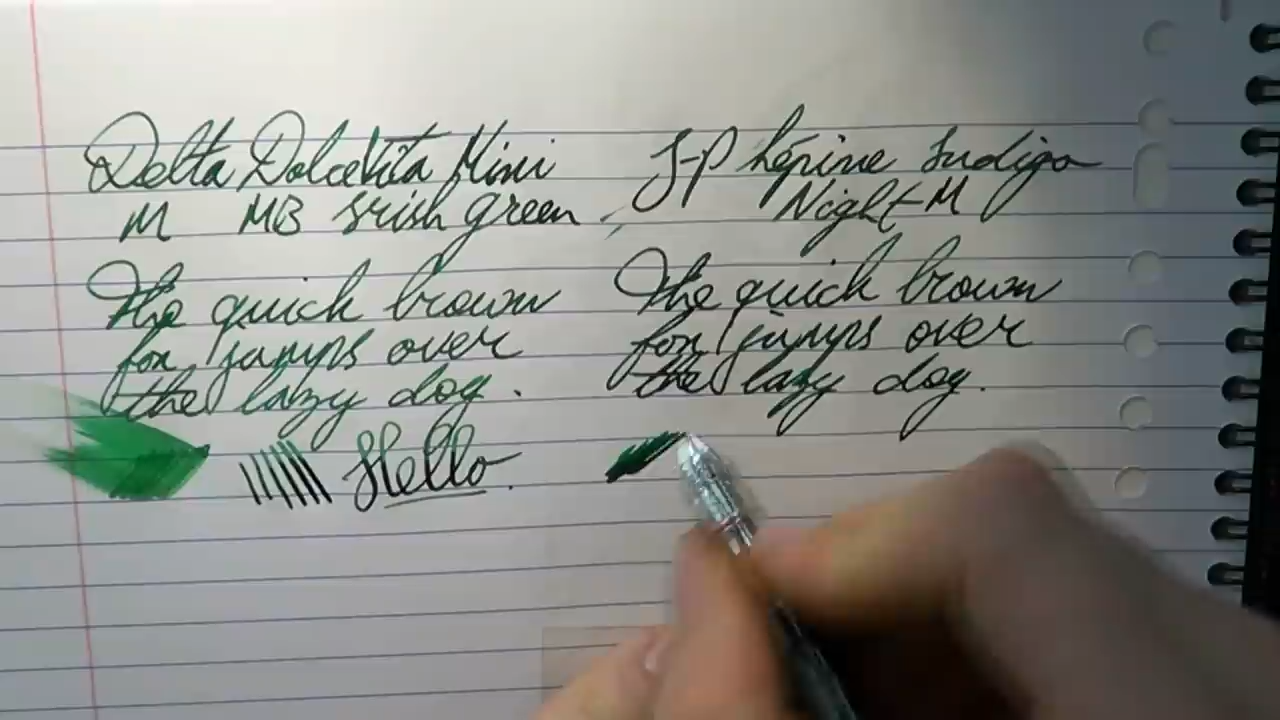 Delta Dolcevita Mini
M MB Irish Green,
The quick brown
fox jumps over
the lazy dog.
Hello.
J-P Lépine Indigo
Night-M
The quick brown
fox jumps over
the lazy dog.